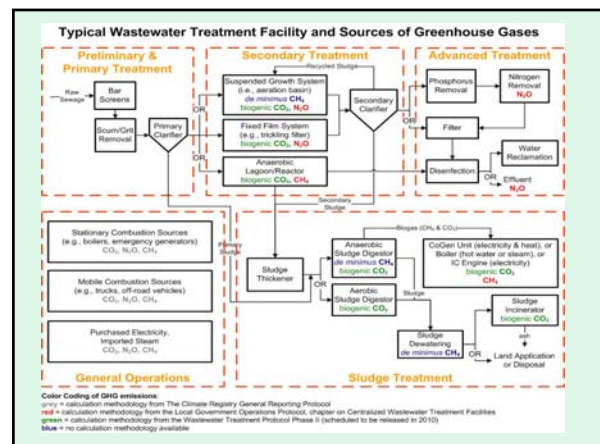 Typical Wastewater Treatment Facility and Sources of Greenhouse Gases
Preliminary &
Primary Treatment
Raw
Sewage
Bar
Screens
Scum/Grit
Removal
Primary
Clarifier
Secondary Treatment
Recycled Sludge
Suspended Growth System
(i.e., aeration basin)
de minimus CH₄
biogenic CO₂, N₂O
OR
Fixed Film System
(e.g., trickling filter)
biogenic CO₂, N₂O
OR
Anaerobic
Lagoon/Reactor
biogenic CO₂, CH₄
Secondary
Clarifier
Secondary
Sludge
Advanced Treatment
Phosphorus
Removal
Nitrogen
Removal
N₂O
OR
Filter
Disinfection
Water
Reclamation
OR
Effluent
N₂O
Stationary Combustion Sources
(e.g., boilers, emergency generators)
CO₂, N₂O, CH₄
Mobile Combustion Sources
(e.g., trucks, off-road vehicles)
CO₂, N₂O, CH₄
Purchased Electricity,
Imported Steam
CO₂, N₂O, CH₄
General Operations
Primary
Sludge
Sludge
Thickener
OR
Biogas (CH₄ & CO₂)
Anaerobic
Sludge Digestor
de minimus CH₄
biogenic CO₂
Aerobic
Sludge Digestor
biogenic CO₂
Sludge
CoGen Unit (electricity & heat), or
Boiler (hot water or steam), or
IC Engine (electricity)
biogenic CO₂
CH₄
Sludge
Dewatering
de minimus CH₄
OR
Sludge
Incinerator
biogenic CO₂
ash
Land Application
or Disposal
Sludge Treatment
Color Coding of GHG emissions:
grey = calculation methodology from The Climate Registry General Reporting Protocol
red = calculation methodology from the Local Government Operations Protocol, chapter on Centralized Wastewater Treatment Facilities
green = calculation methodology from the Wastewater Treatment Protocol Phase II (scheduled to be released in 2010)
blue = no calculation methodology available